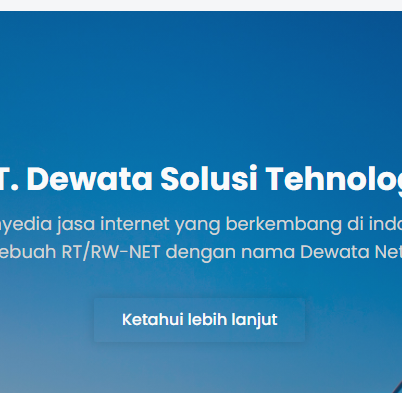 T. Dewata Solusi Tehnolog
nyedia jasa internet yang berkembang di indo
ebuah RT/RW-NET dengan nama Dewata Net
Ketahui lebih lanjut